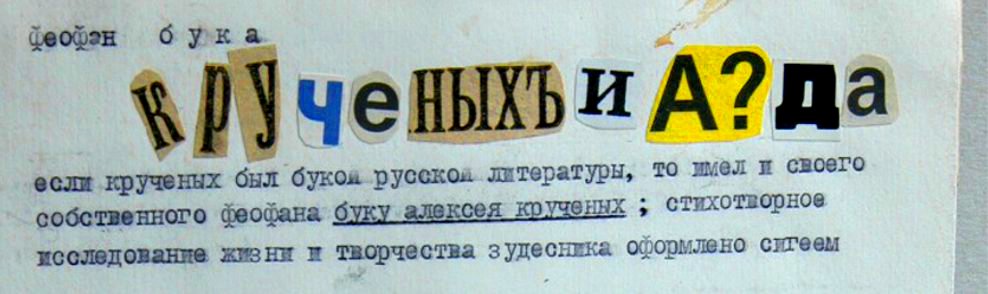 феофан бука
КРУченыхЪ и А?да
если крученых был букой русской литературы, то имел и своего
собственного феофана буку алексея крученых ; стихотворное
исследование жизни и творчества зудесника оформлено сигеем